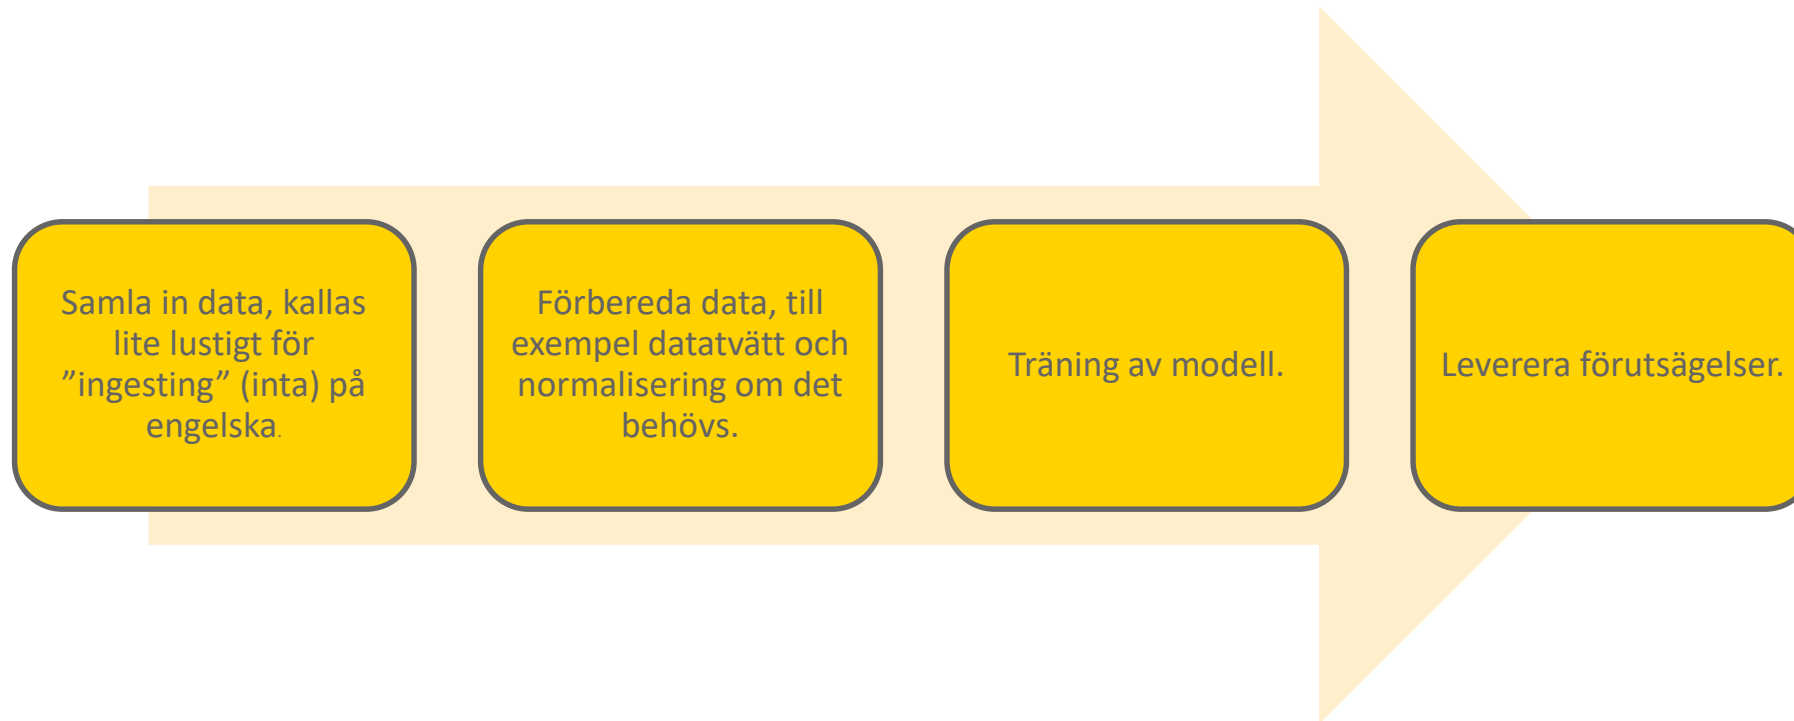 Samla in data, kallas
lite lustigt för
”ingesting” (inta) på
engelska.
Förbereda data, till
exempel datatvätt och
normalisering om det
behövs.
Träning av modell.
Leverera förutsägelser.